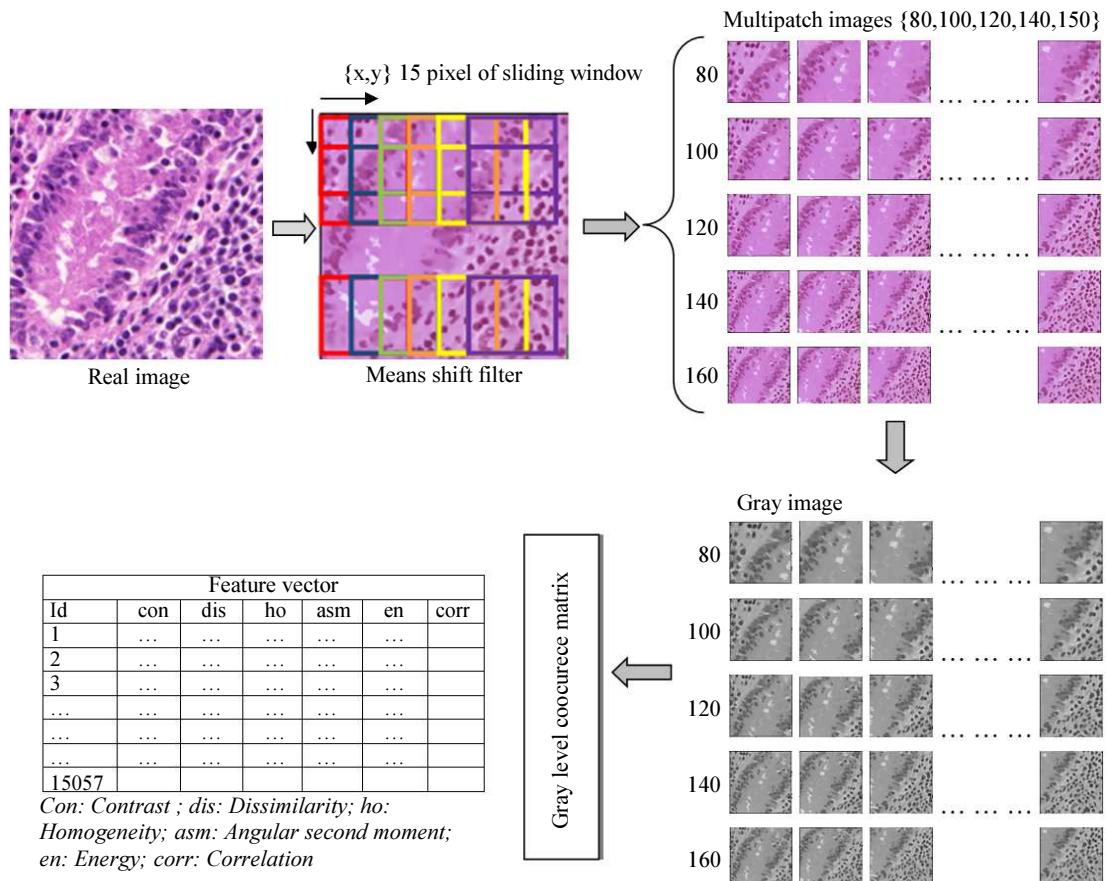 Multipatch images {80,100,120,140,150}
{x,y} 15 pixel of sliding window
80
… … …
100
120
… … …
140
… … …
160
Real image
Means shift filter
Gray image
80
… … …
100
120
… … …
140
… … …
160
Gray level coocurece matrix
Feature vector
Id con dis ho asm en corr
1 … … … … …
2 … … … … …
3 … … … … …
… … … … … …
… … … … … …
… … … … … …
15057
Con: Contrast ; dis: Dissimilarity; ho:
Homogeneity; asm: Angular second moment;
en: Energy; corr: Correlation